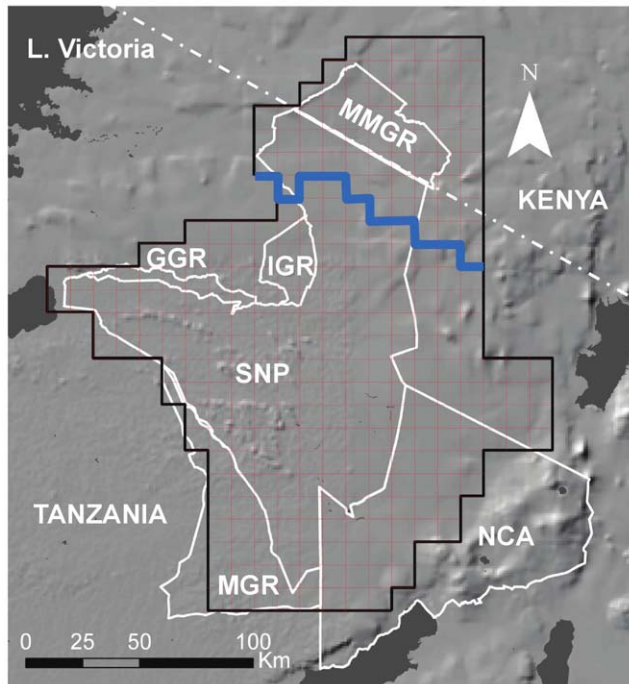 L. Victoria
N
MMGR
KENYA
GGR
IGR
SNP
TANZANIA
NCA
MGR
0 25 50 100
Km